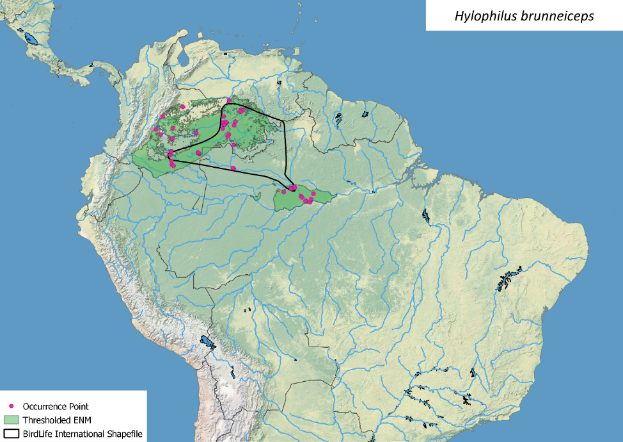 Hylophilus brunneiceps
Occurrence Point
Thresholded ENM
BirdLife International Shapefile